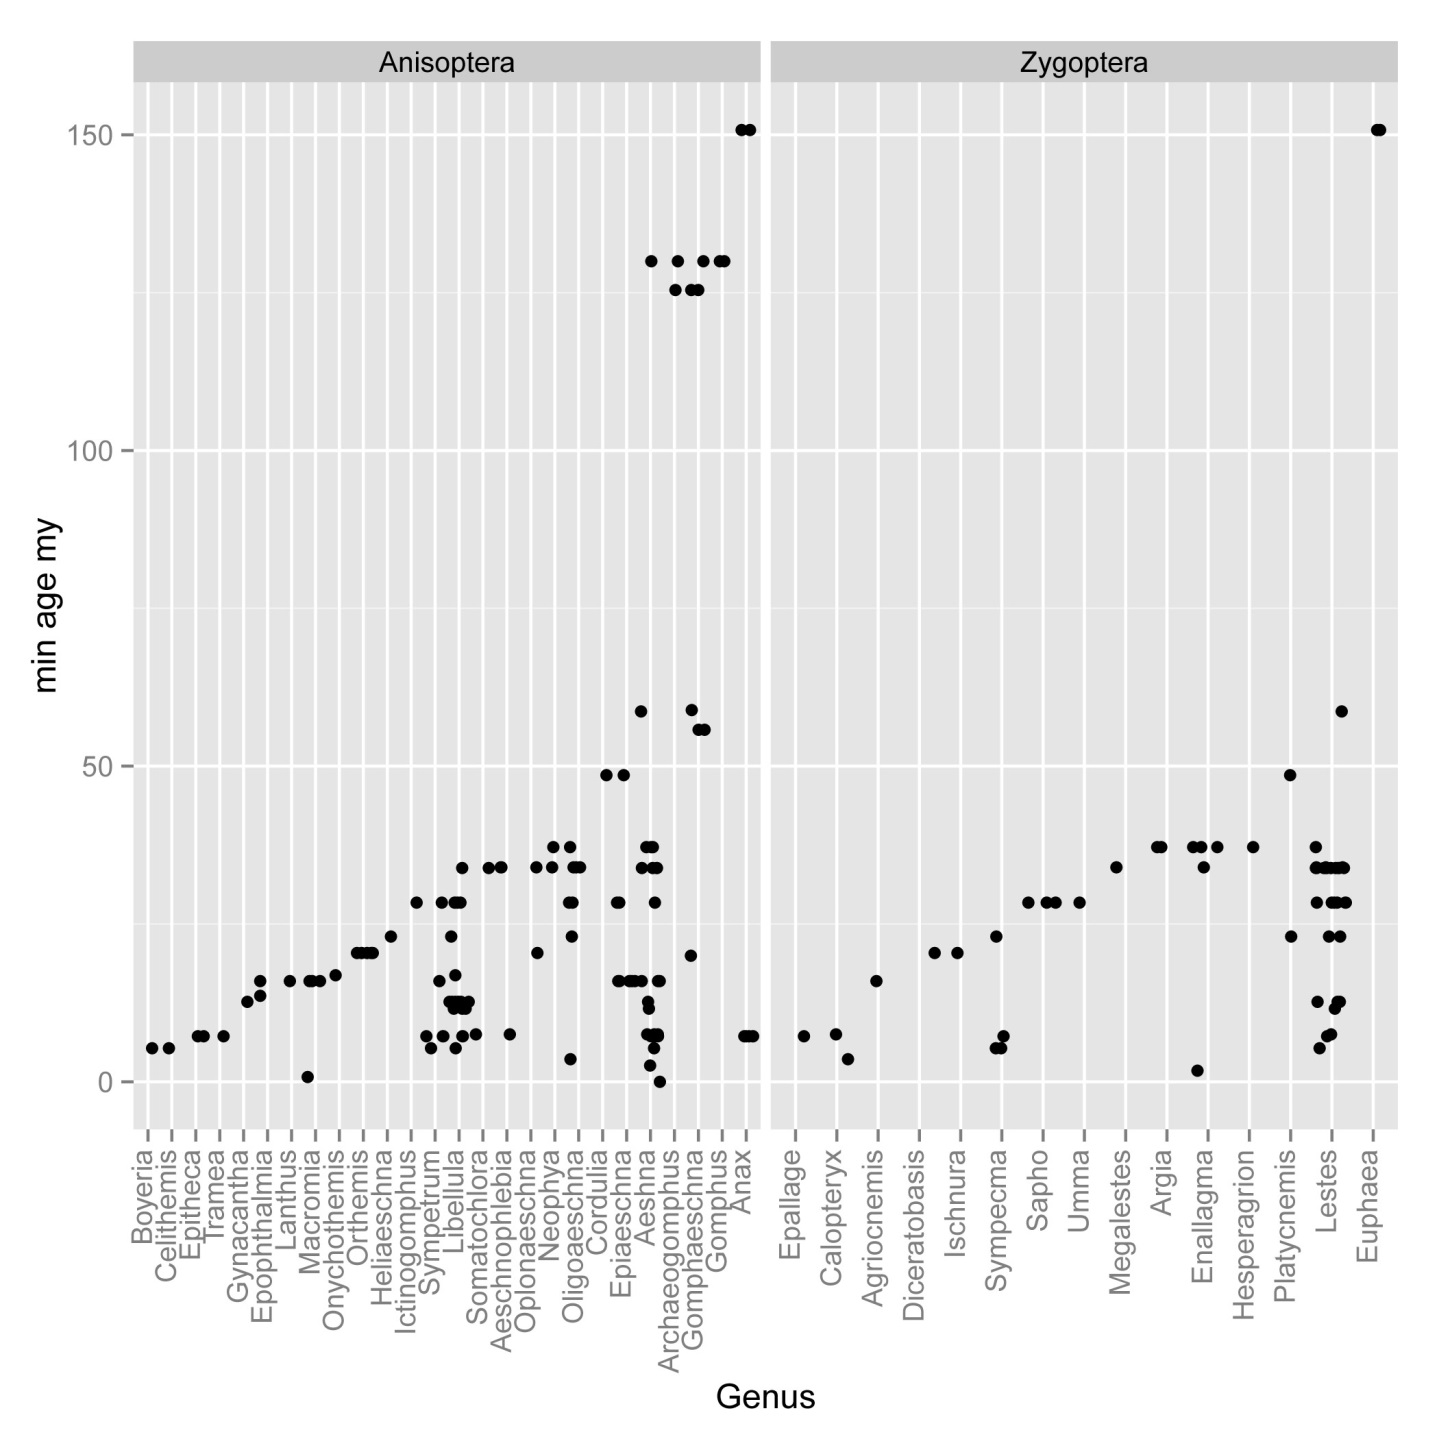 Anisoptera
Zygoptera
150
100
50
0
min age my
Boyeria
Celithemis
Epitheca
Tramea
Gynacantha
Epophthalmia
Lanthus
Macromia
Onychothemis
Orthemis
Heliaeschna
Ictinogomphus
Sympetrum
Libellula
Somatochlora
Aeschnophlebia
Oplonaeschna
Neophya
Oligoaeschna
Cordulia
Epiaeschna
Aeshna
Archaeogomphus
Gomphaeschna
Gomphus
Anax
Epallage
Calopteryx
Agriocnemis
Diceratobasis
Ischnura
Sympecma
Sapho
Umma
Megalestes
Argia
Enallagma
Hesperagrion
Platycnemis
Lestes
Euphaea
Genus